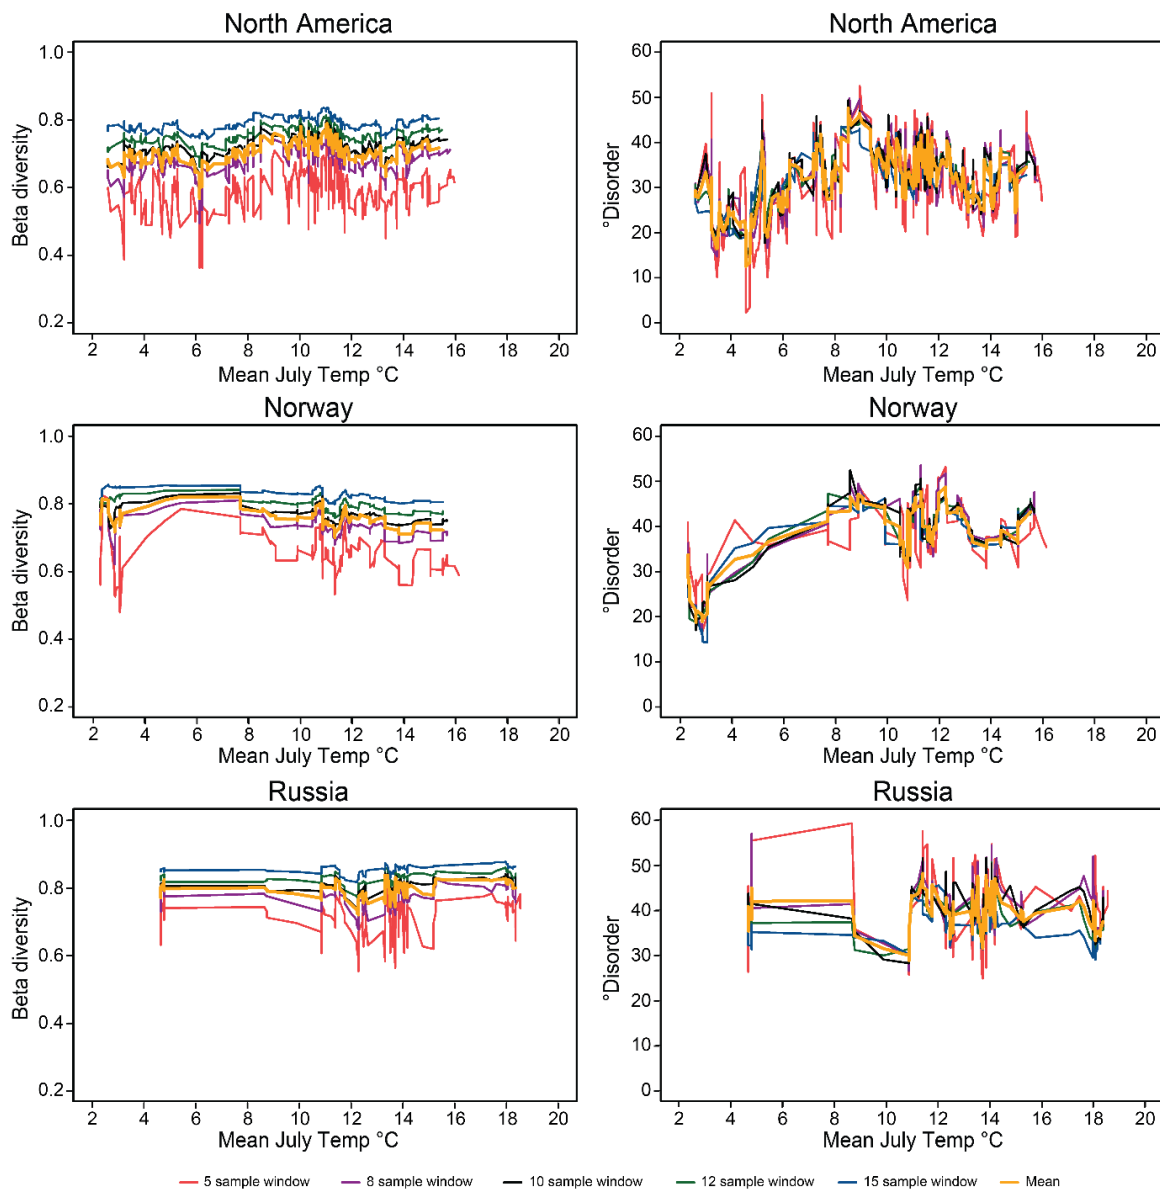 North America
Beta diversity
1.0
0.8
0.6
0.4
0.2
2 4 6 8 10 12 14 16 18 20
Mean July Temp °C
North America
°Disorder
60
50
40
30
20
10
0
2 4 6 8 10 12 14 16 18 20
Mean July Temp °C
Norway
Beta diversity
1.0
0.8
0.6
0.4
0.2
2 4 6 8 10 12 14 16 18 20
Mean July Temp °C
Norway
°Disorder
60
50
40
30
20
10
0
2 4 6 8 10 12 14 16 18 20
Mean July Temp °C
Russia
Beta diversity
1.0
0.8
0.6
0.4
0.2
2 4 6 8 10 12 14 16 18 20
Mean July Temp °C
Russia
°Disorder
60
50
40
30
20
10
0
2 4 6 8 10 12 14 16 18 20
Mean July Temp °C
5 sample window 8 sample window 10 sample window 12 sample window 15 sample window Mean